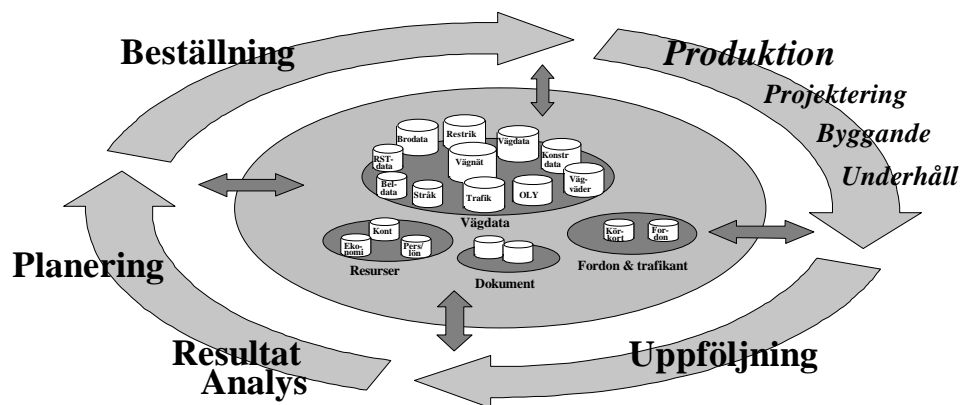 Beställning
Produktion
Projektering
Byggande
Underhåll
Brodata
Restrik
Vägdata
RST-
data
Vägnät
Konstr
data
Bel-
data
Stråk
Trafik
OLY
Väg-
väder
Vägdata
Kont
Eko-
nomi
Pers/
lön
Resurser
Dokument
Kör-
kort
For-
don
Fordon & trafikant
Planering
Resultat
Analys
Uppföljning